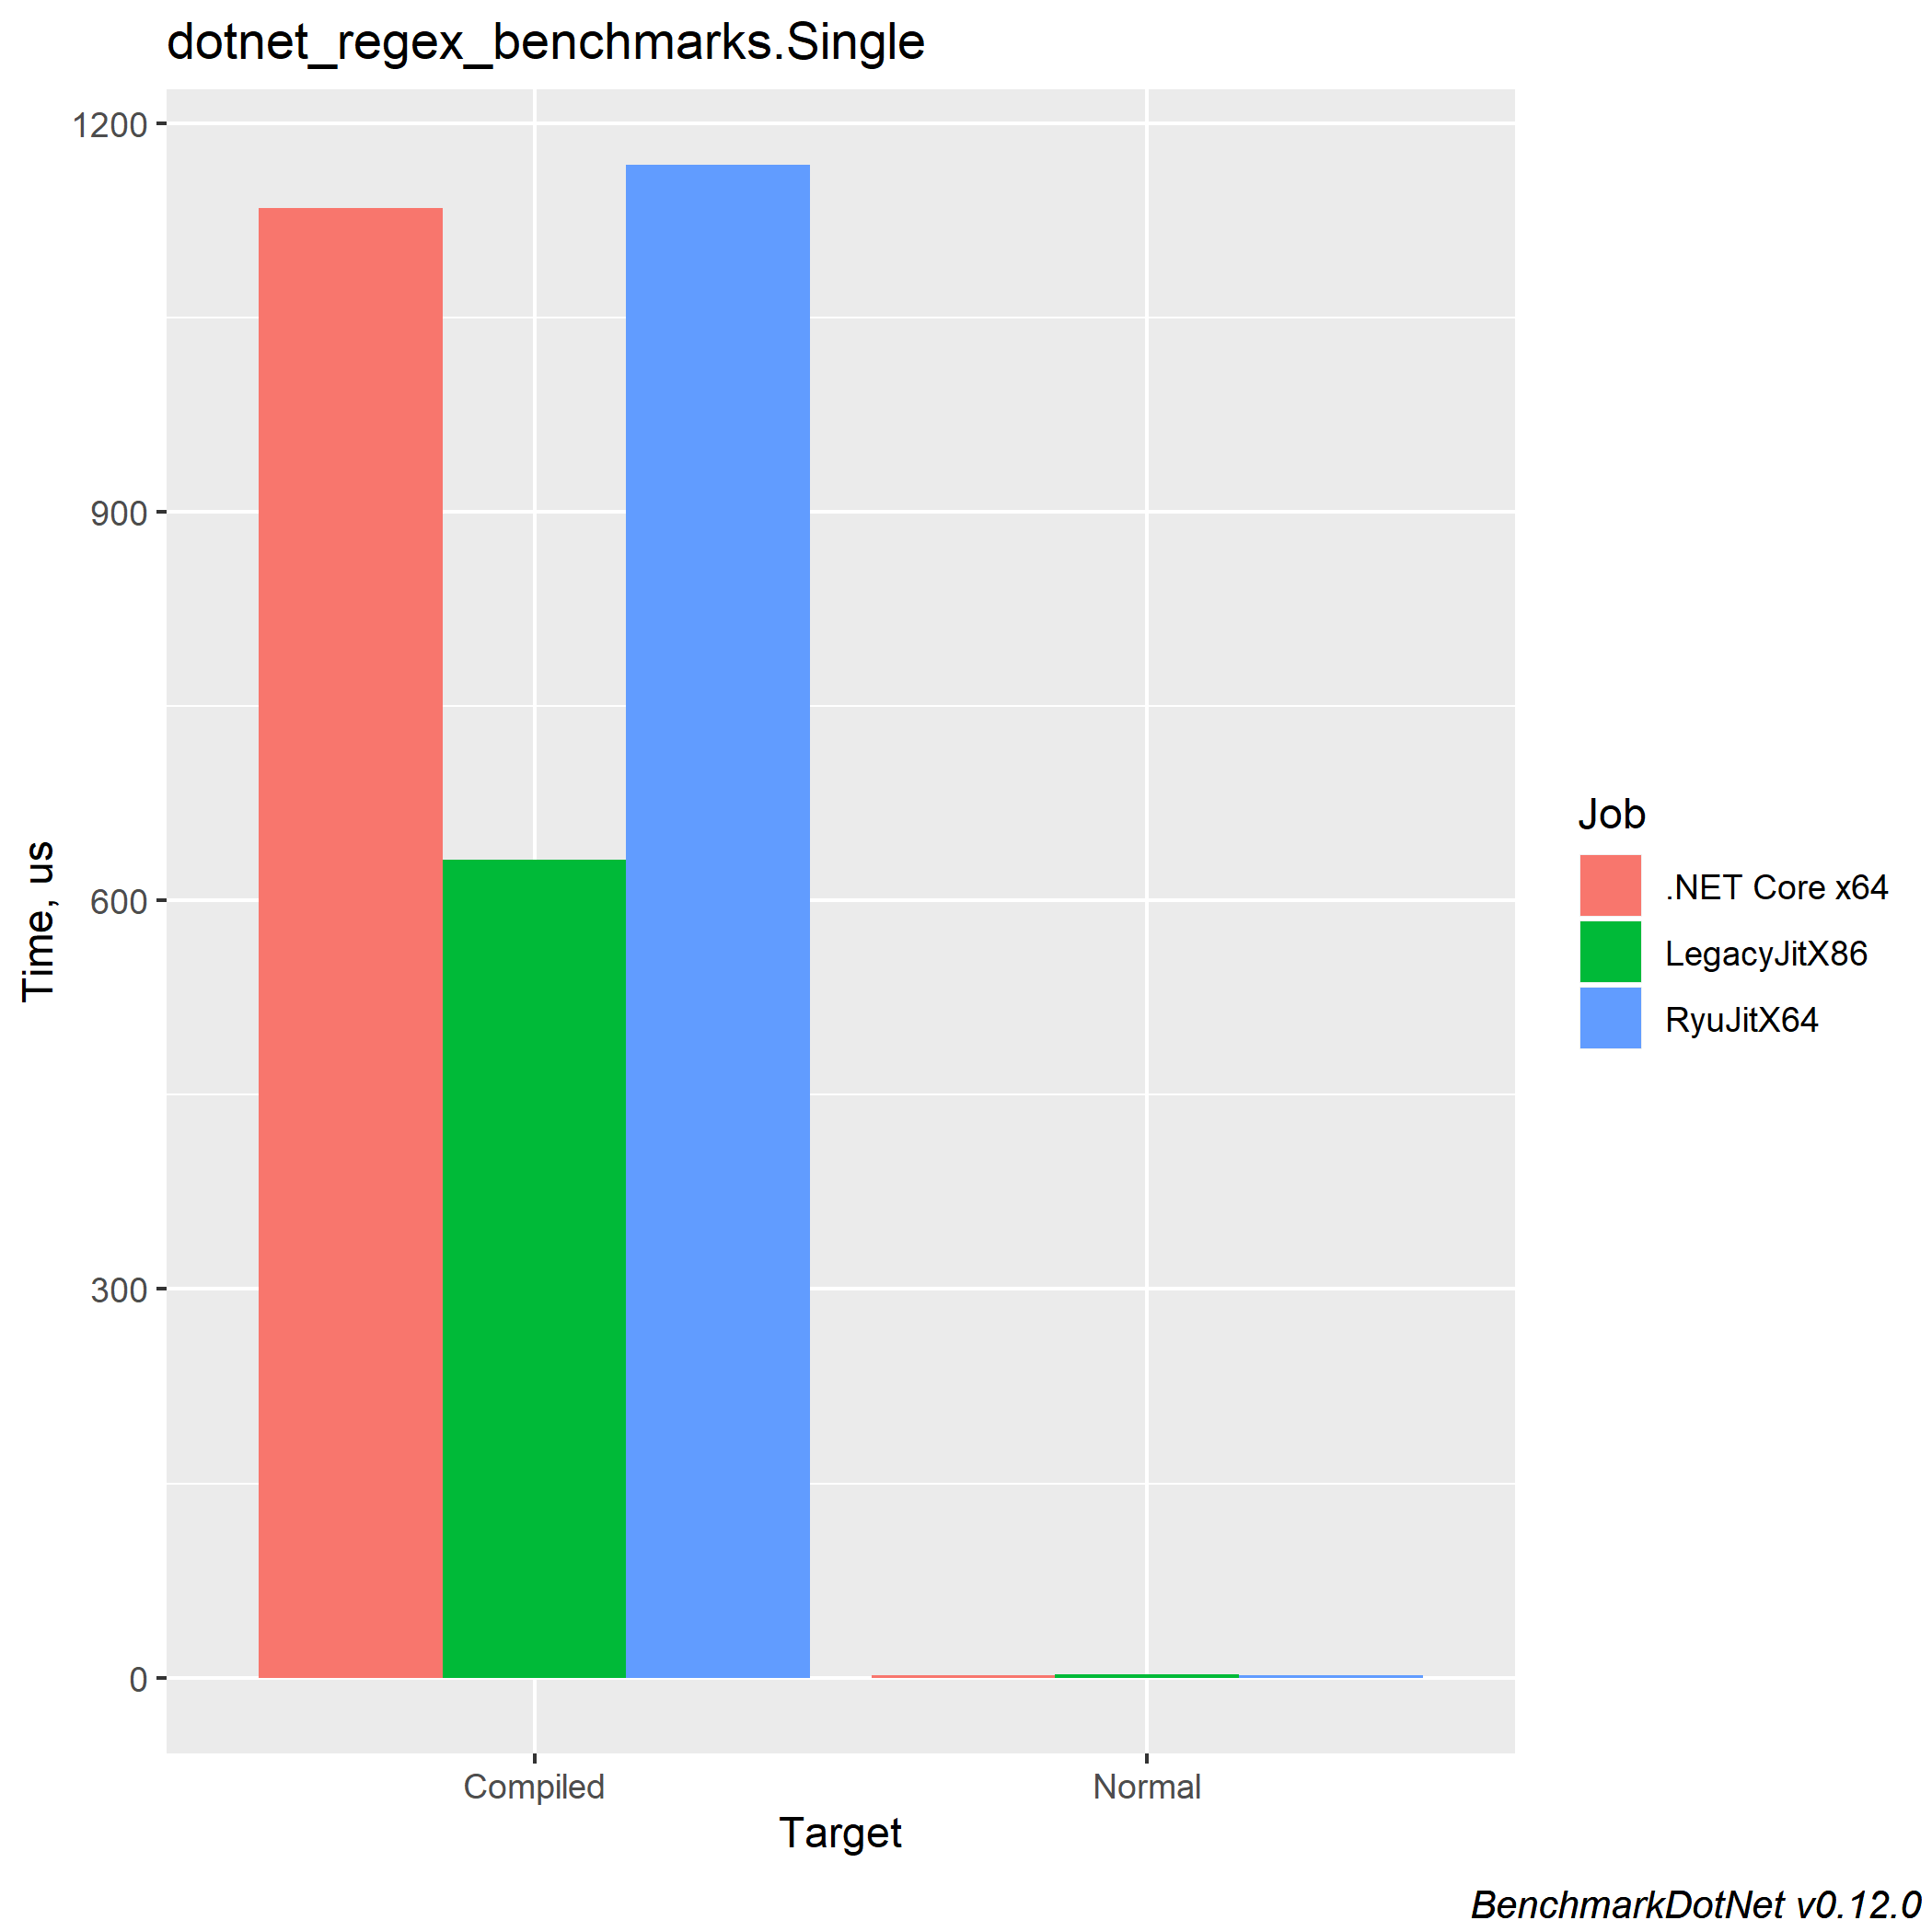 dotnet_regex_benchmarks.Single
1200
900
600
300
0
Time, us
Compiled
Normal
Target
Job
.NET Core x64
LegacyJitX86
RyuJitX64
BenchmarkDotNet v0.12.0